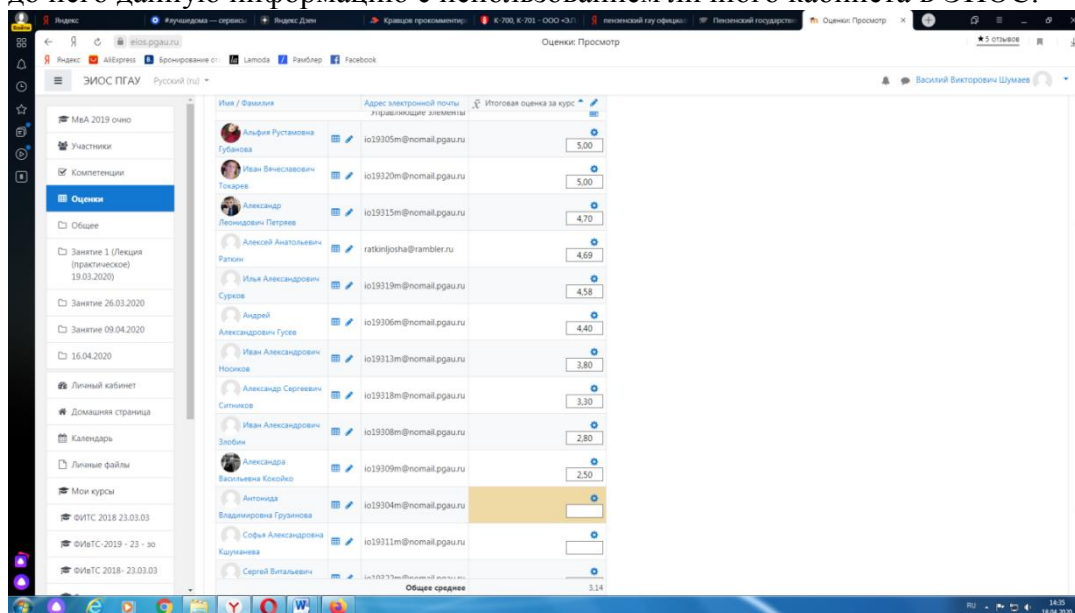 до него данную информацию с использованием личного кабинета в ЭИОС.
Яндекс
#лучшидома — сервисы
Яндекс Дзен
Кравцов прокомментир
К-700, К-701 - ООО «ЗЛ
пензенский гау официал
Пензенский государстве
Оценки: Просмотр
eios.pgau.ru
Оценки: Просмотр
★5 отзывов
Яндекс
AliExpress
Бронирование от
Lamoda
Рамблер
Facebook
ЭИОС ПГАУ
Русский (ru)
Василий Викторович Шумаев
МвА 2019 очно
Участники
Компетенции
Оценки
Общее
Занятие 1 (Лекция
(практическое)
19.03.2020)
Занятие 26.03.2020
Занятие 09.04.2020
16.04.2020
Личный кабинет
Домашняя страница
Календарь
Личные файлы
Мои курсы
ФИТС 2018 23.03.03
ФИвТС-2019 - 23 - зо
ФИвТС 2018- 23.03.03
Имя / Фамилия
Адрес электронной почты
Итоговая оценка за курс
Управляющие элементы
Альфия Рустамовна
Губанова
io19305m@nomail.pgau.ru
5,00
Иван Вячеславович
Токарев
io19320m@nomail.pgau.ru
5,00
Александр
Леонидович Петряев
io19315m@nomail.pgau.ru
4,70
Алексей Анатольевич
Раткин
ratkinljosha@rambler.ru
4,69
Илья Александрович
Сурков
io19319m@nomail.pgau.ru
4,58
Андрей
Александрович Гусев
io19306m@nomail.pgau.ru
4,40
Иван Александрович
Носиков
io19313m@nomail.pgau.ru
3,80
Александр Сергеевич
Ситников
io19318m@nomail.pgau.ru
3,30
Иван Александрович
Злобин
io19308m@nomail.pgau.ru
2,80
Александра
Васильевна Кокойко
io19309m@nomail.pgau.ru
2,50
Антонида
Владимировна Грузинова
io19304m@nomail.pgau.ru
Софья Александровна
Кшуманева
io19311m@nomail.pgau.ru
Сергей Витальевич
io19322m@nomail.pgau.ru
Общее среднее
3,14
RU
14:35
18.04.2020